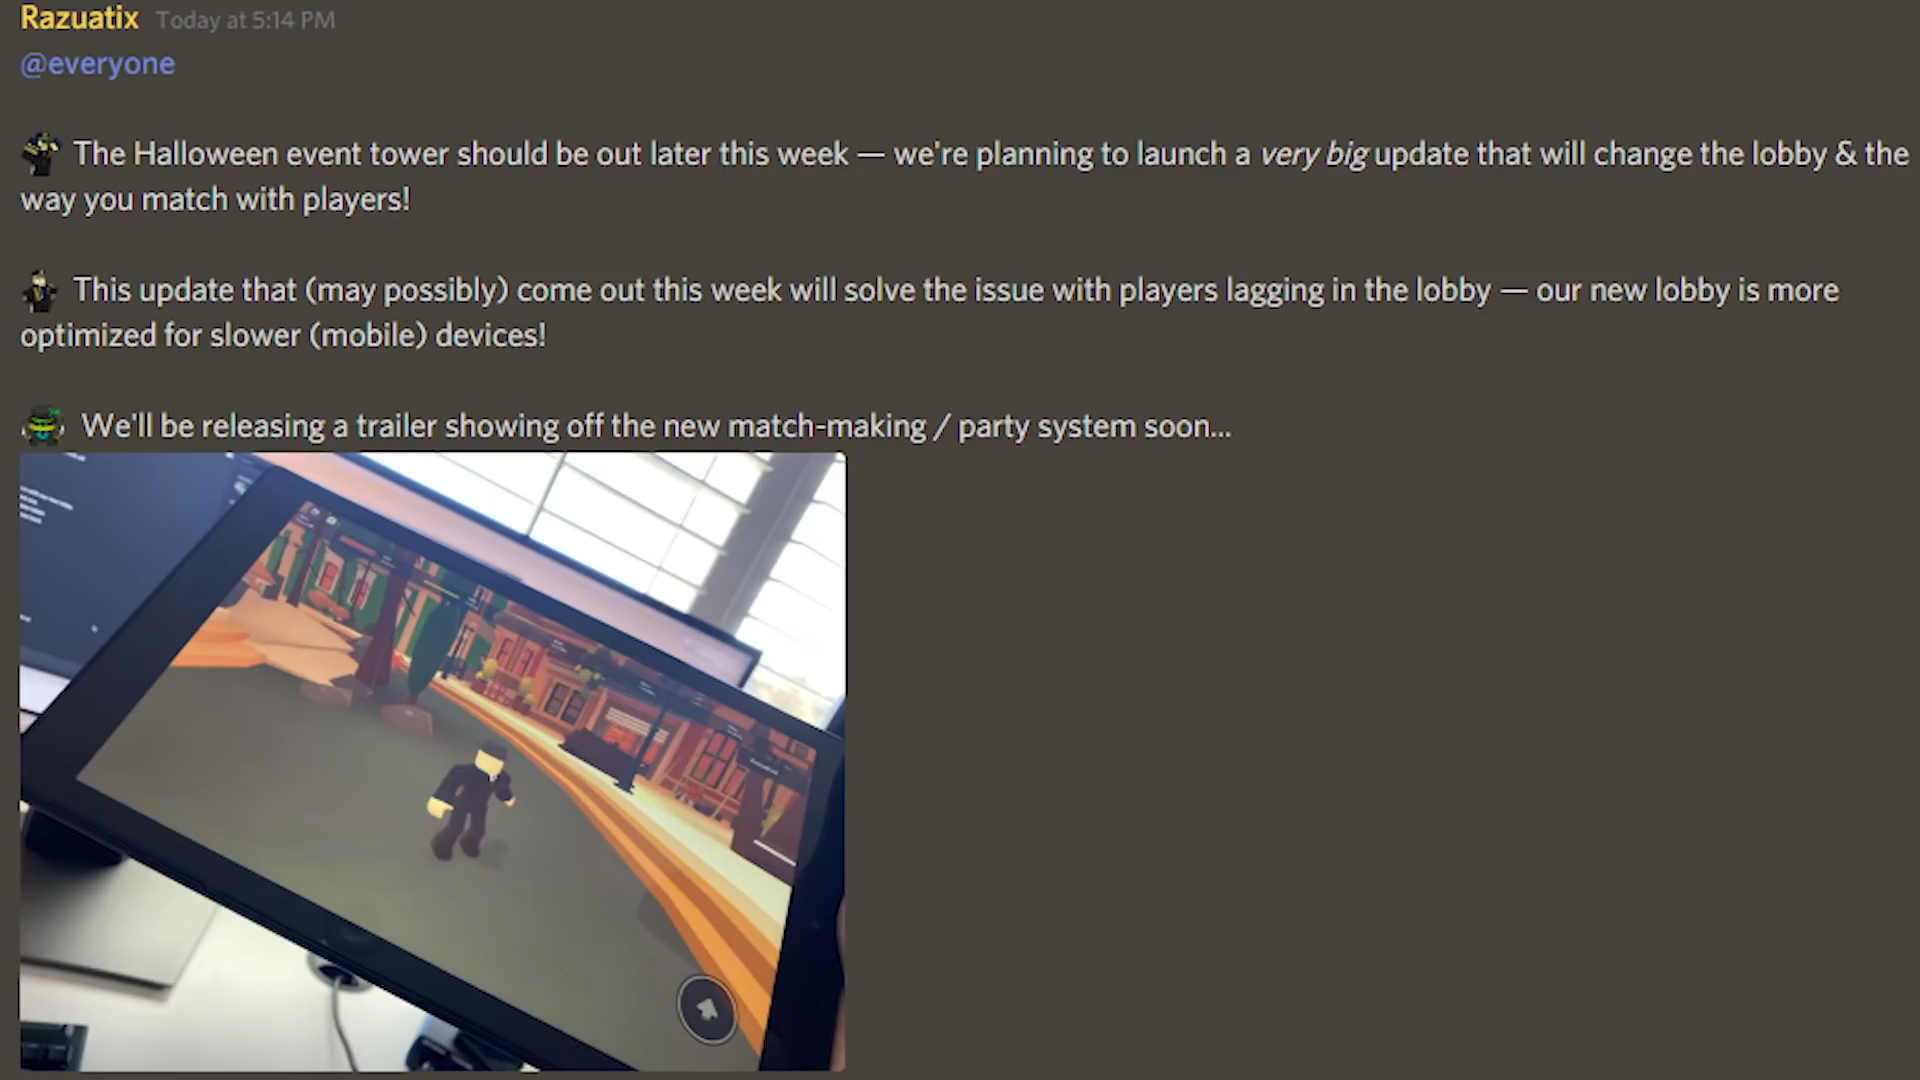 Razuatix Today at 5:14 PM
@everyone
The Halloween event tower should be out later this week — we're planning to launch a very big update that will change the lobby & the
way you match with players!
This update that (may possibly) come out this week will solve the issue with players lagging in the lobby — our new lobby is more
optimized for slower (mobile) devices!
We'll be releasing a trailer showing off the new match-making / party system soon...